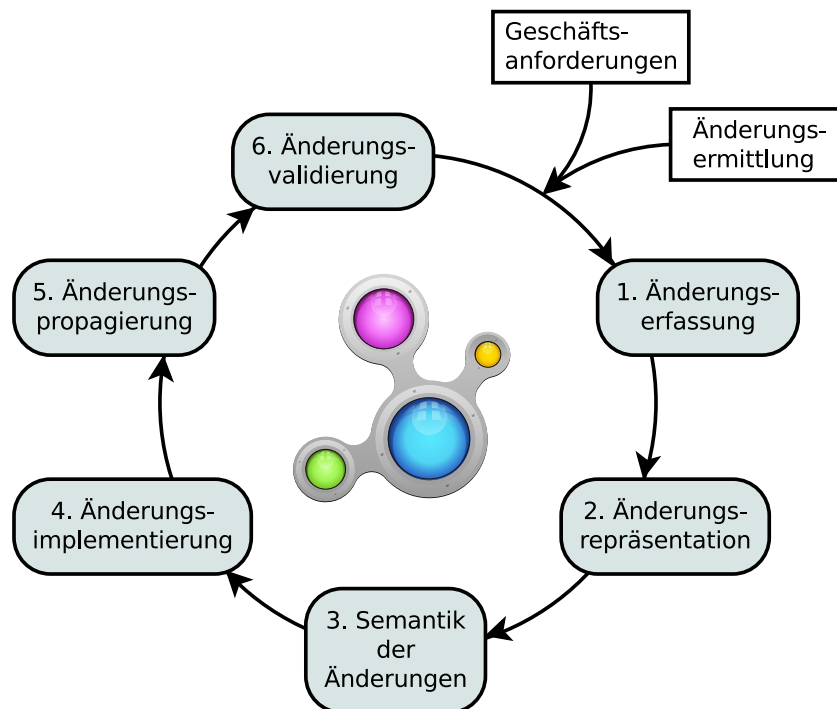 Geschäfts-
anforderungen
Änderungs-
ermittlung
6. Änderungs-
validierung
1. Änderungs-
erfassung
5. Änderungs-
propagierung
2. Änderungs-
repräsentation
4. Änderungs-
implementierung
3. Semantik
der
Änderungen